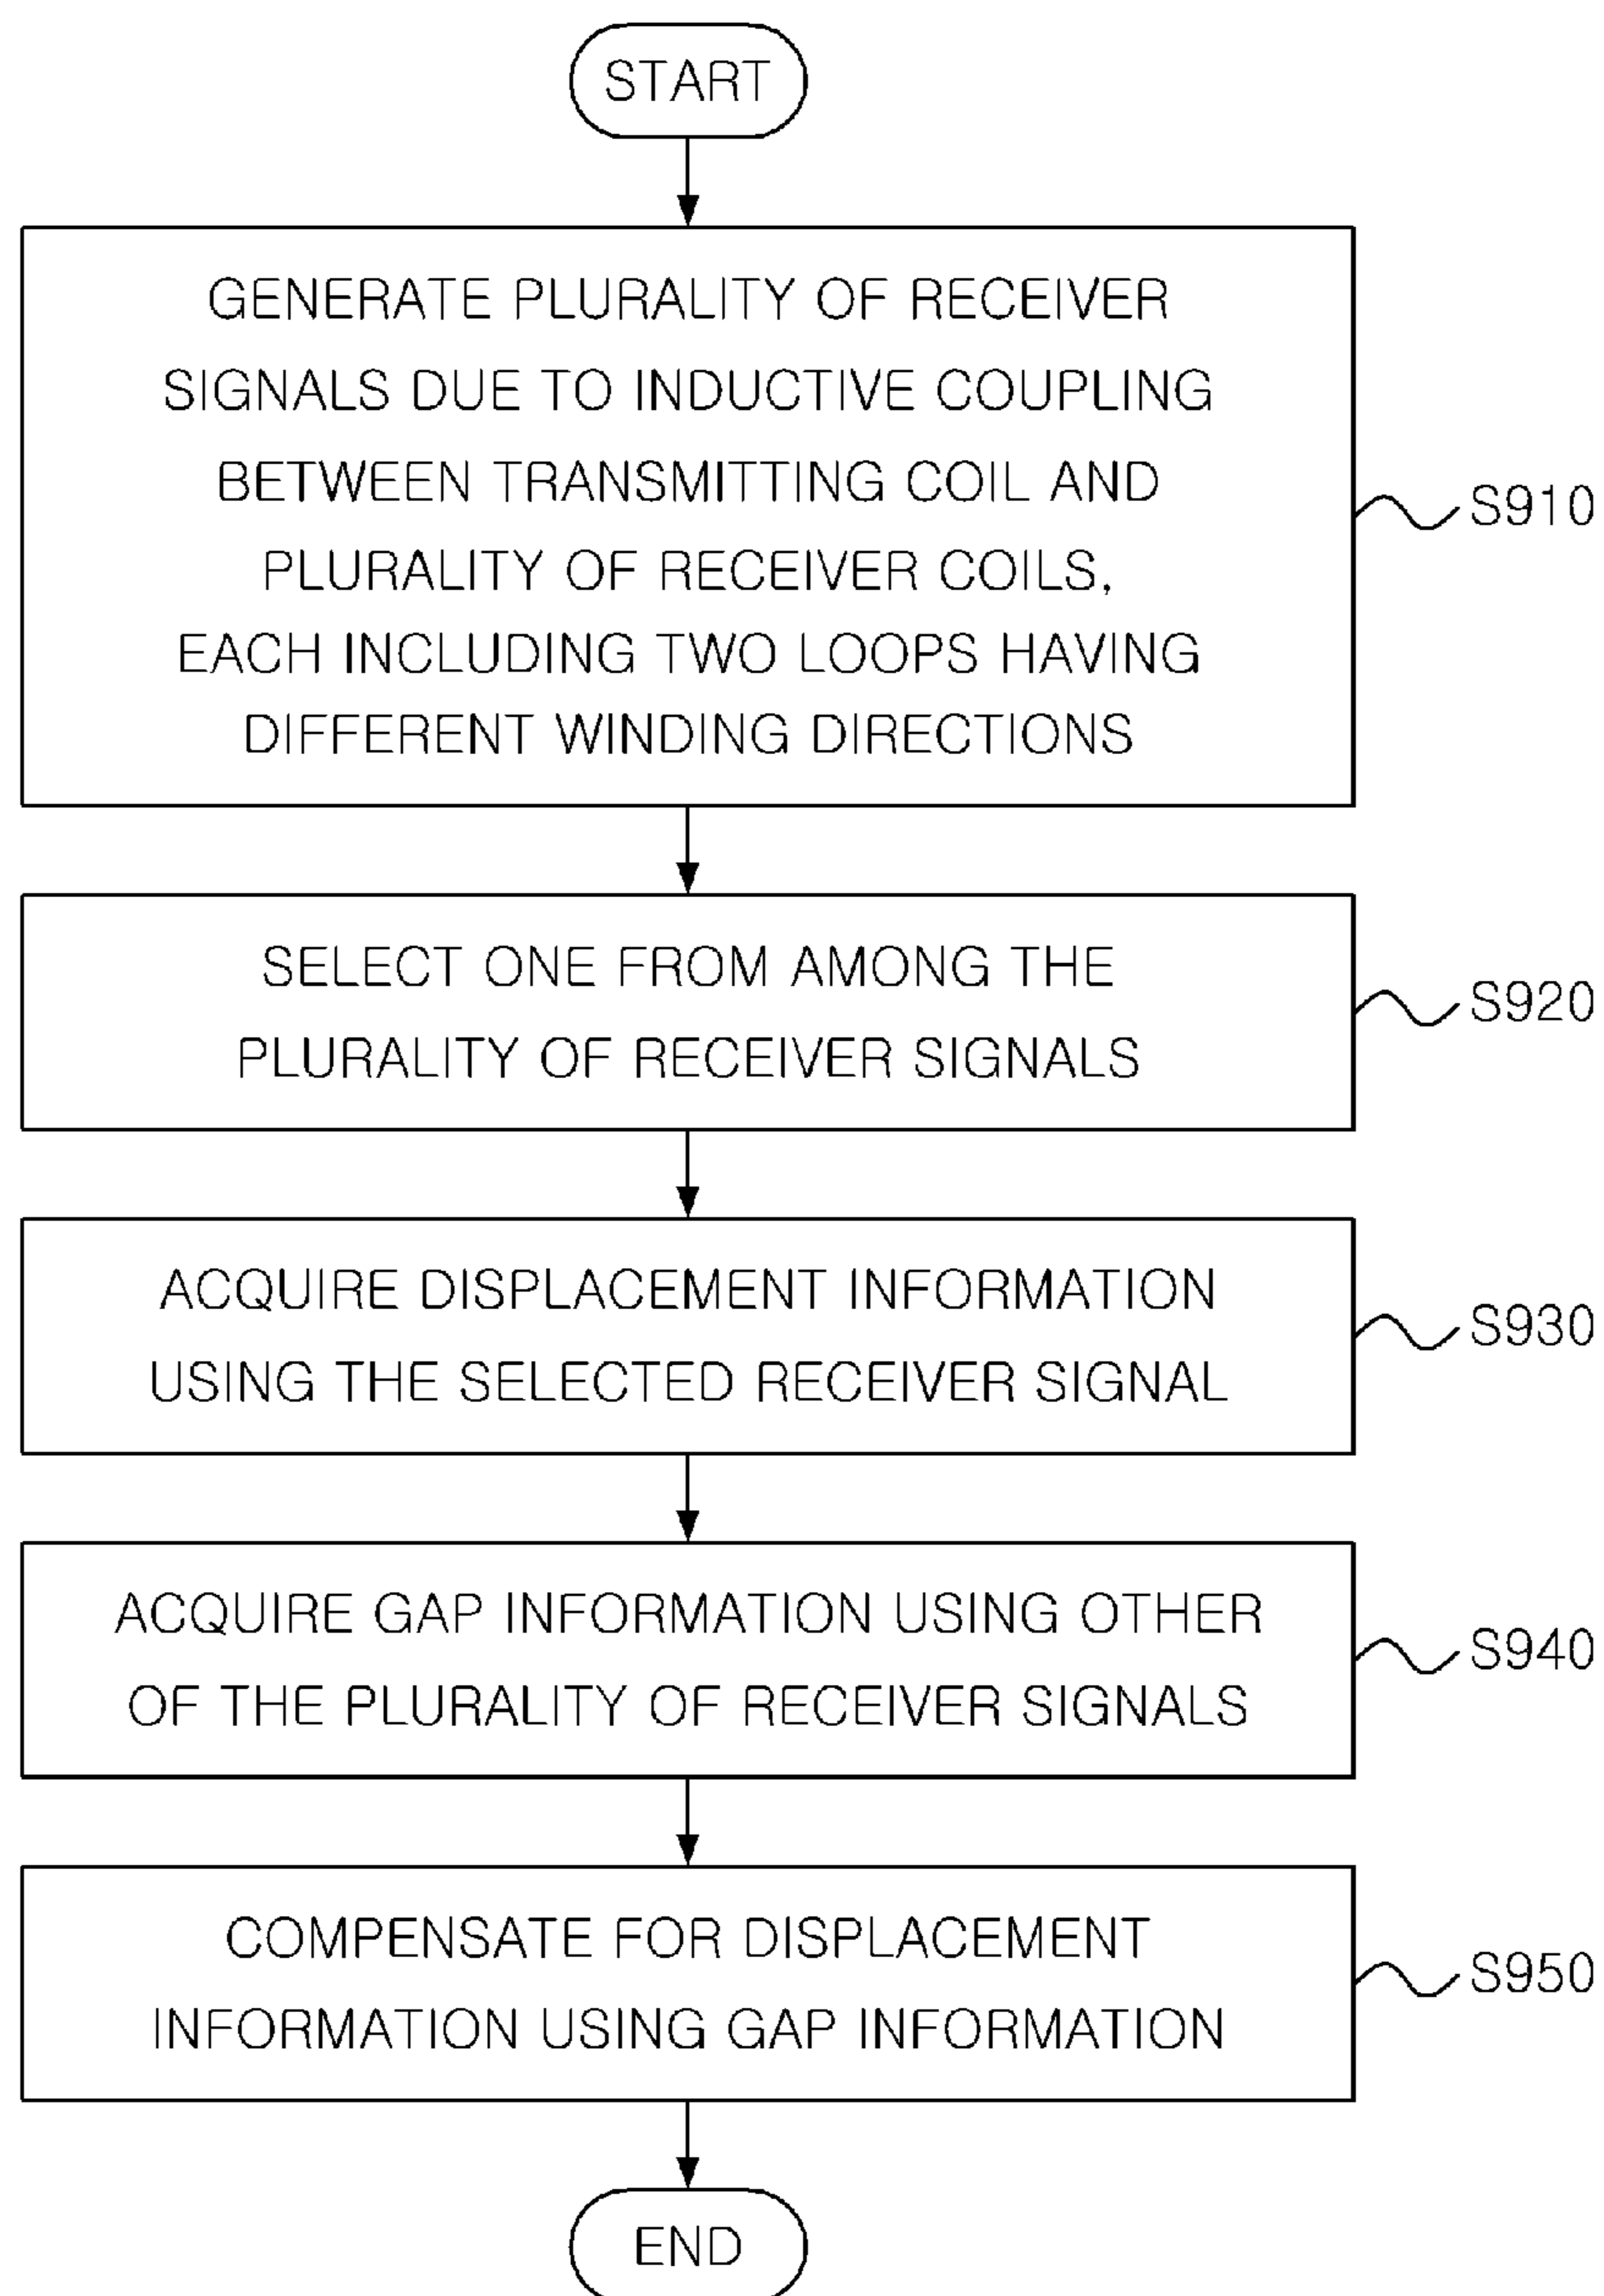 START
GENERATE PLURALITY OF RECEIVER
SIGNALS DUE TO INDUCTIVE COUPLING
BETWEEN TRANSMITTING COIL AND
PLURALITY OF RECEIVER COILS,
EACH INCLUDING TWO LOOPS HAVING
DIFFERENT WINDING DIRECTIONS
S910
SELECT ONE FROM AMONG THE
PLURALITY OF RECEIVER SIGNALS
S920
ACQUIRE DISPLACEMENT INFORMATION
USING THE SELECTED RECEIVER SIGNAL
S930
ACQUIRE GAP INFORMATION USING OTHER
OF THE PLURALITY OF RECEIVER SIGNALS
S940
COMPENSATE FOR DISPLACEMENT
INFORMATION USING GAP INFORMATION
S950
END